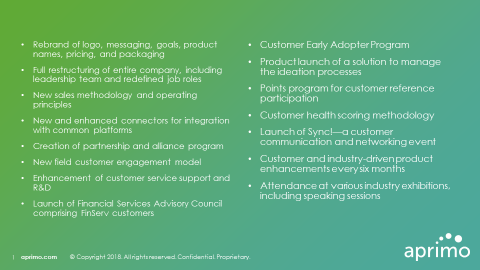 • Rebrand of logo, messaging, goals, product
names, pricing, and packaging
• Full restructuring of entire company, including
leadership team and redefined job roles
• New sales methodology and operating
principles
• New and enhanced connectors for integration
with common platforms
• Creation of partnership and alliance program
• New field customer engagement model
• Enhancement of customer service support and
R&D
• Launch of Financial Services Advisory Council
comprising FinServ customers
• Customer Early Adopter Program
• Product launch of a solution to manage
the ideation processes
• Points program for customer reference
participation
• Customer health scoring methodology
• Launch of Sync!—a customer
communication and networking event
• Customer and industry-driven product
enhancements every six months
• Attendance at various industry exhibitions,
including speaking sessions
| aprimo.com © Copyright 2018. All rights reserved. Confidential. Proprietary.
aprimo